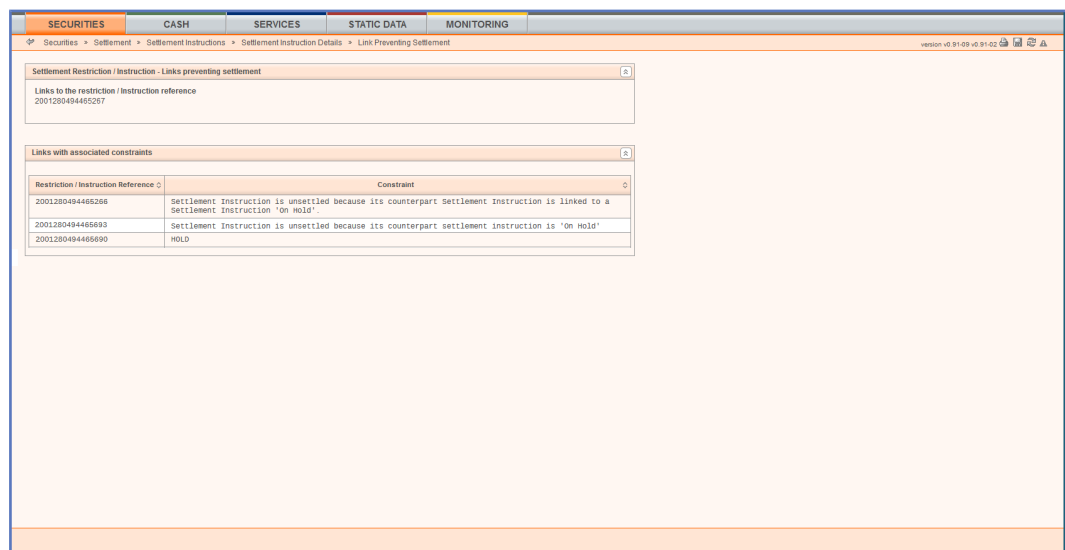 SECURITIES CASH SERVICES STATIC DATA MONITORING
Securities > Settlement > Settlement Instructions > Settlement Instruction Details > Link Preventing Settlement version v0.91-09 v0.91-02
Settlement Restriction / Instruction - Links preventing settlement
Links to the restriction / Instruction reference
2001280494465267
Links with associated constraints
Restriction / Instruction Reference Constraint
2001280494465266 Settlement Instruction is unsettled because its counterpart Settlement Instruction is linked to a
Settlement Instruction 'On Hold'.
2001280494465693 Settlement Instruction is unsettled because its counterpart settlement instruction is 'On Hold'
2001280494465690 HOLD